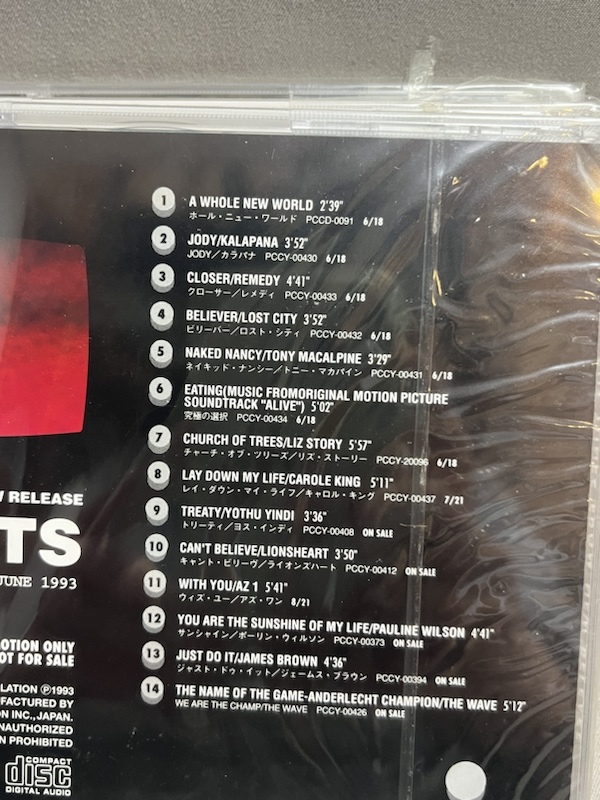 1 A WHOLE NEW WORLD 2'39"
ホール・ニュー・ワールド PCCD-0091 6/18
2 JODY/KALAPANA 3'52"
JODY/カラパナ PCCY-00430 6/18
3 CLOSER/REMEDY 4'41"
クローサー/レメディ PCCY-00433 6/18
4 BELIEVER/LOST CITY 3'52"
ビリーバー/ロスト・シティ PCCY-00432 6/18
5 NAKED NANCY/TONY MACALPINE 3'29"
ネイキッド・ナンシー/トニー・マカパイン PCCY-00431 6/18
6 EATING(MUSIC FROMORIGINAL MOTION PICTURE
SOUNDTRACK "ALIVE") 5'02"
究極の選択 PCCY-00434 6/18
7 CHURCH OF TREES/LIZ STORY 5'57"
チャーチ・オブ・ツリーズ/リズ・ストーリー PCCY-20096 6/18
8 LAY DOWN MY LIFE/CAROLE KING 5'11"
レイ・ダウン・マイ・ライフ/キャロル・キング PCCY-00437 7/21
9 TREATY/YOTHU YINDI 3'36"
トリーティ/ヨス・インディ PCCY-00408 ON SALE
10 CAN'T BELIEVE/LIONSHEART 3'50"
キャント・ビリーヴ/ライオンズハート PCCY-00412 ON SALE
11 WITH YOU/AZ 1 5'41"
ウィズ・ユー/アズ・ワン 8/21
12 YOU ARE THE SUNSHINE OF MY LIFE/PAULINE WILSON 4'41"
サンシャイン/ポーリン・ウィルソン PCCY-00373 ON SALE
13 JUST DO IT/JAMES BROWN 4'36"
ジャスト・ドゥ・イット/ジェームス・ブラウン PCCY-00394 ON SALE
14 THE NAME OF THE GAME-ANDERLECHT CHAMPION/THE WAVE 5'12"
WE ARE THE CHAMP/THE WAVE PCCY-00426 ON SALE
RELEASE
TS
JUNE 1993
OTION ONLY
OT FOR SALE
LATION ℗1993
FACTURED BY
ON INC., JAPAN.
NAUTHORIZED
N PROHIBITED
COMPACT
disc
DIGITAL AUDIO